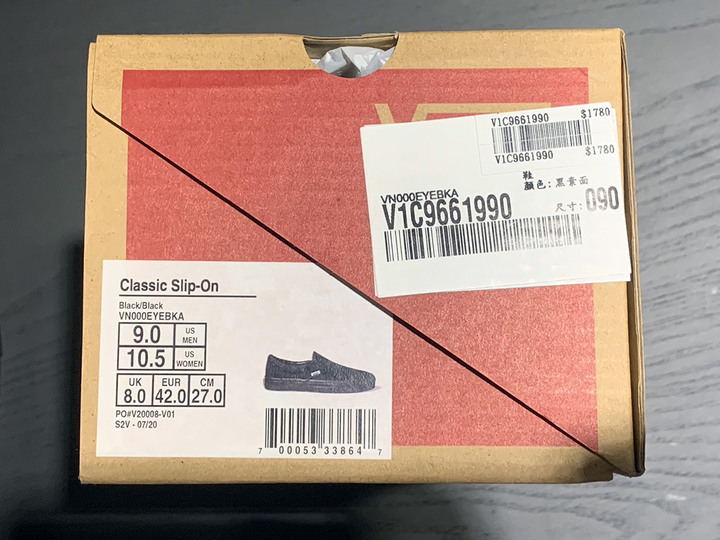 V1C9661990 $1780
V1C9661990 $1780
鞋
VN000EYEBKA 顏色:黑素面
V1C9661990 尺寸:090
Classic Slip-On
Black/Black
VN000EYEBKA
9.0 US MEN
10.5 US WOMEN
UK EUR CM
8.0 42.0 27.0
PO#V20008-V01
S2V - 07/20
7 00053 33864 7